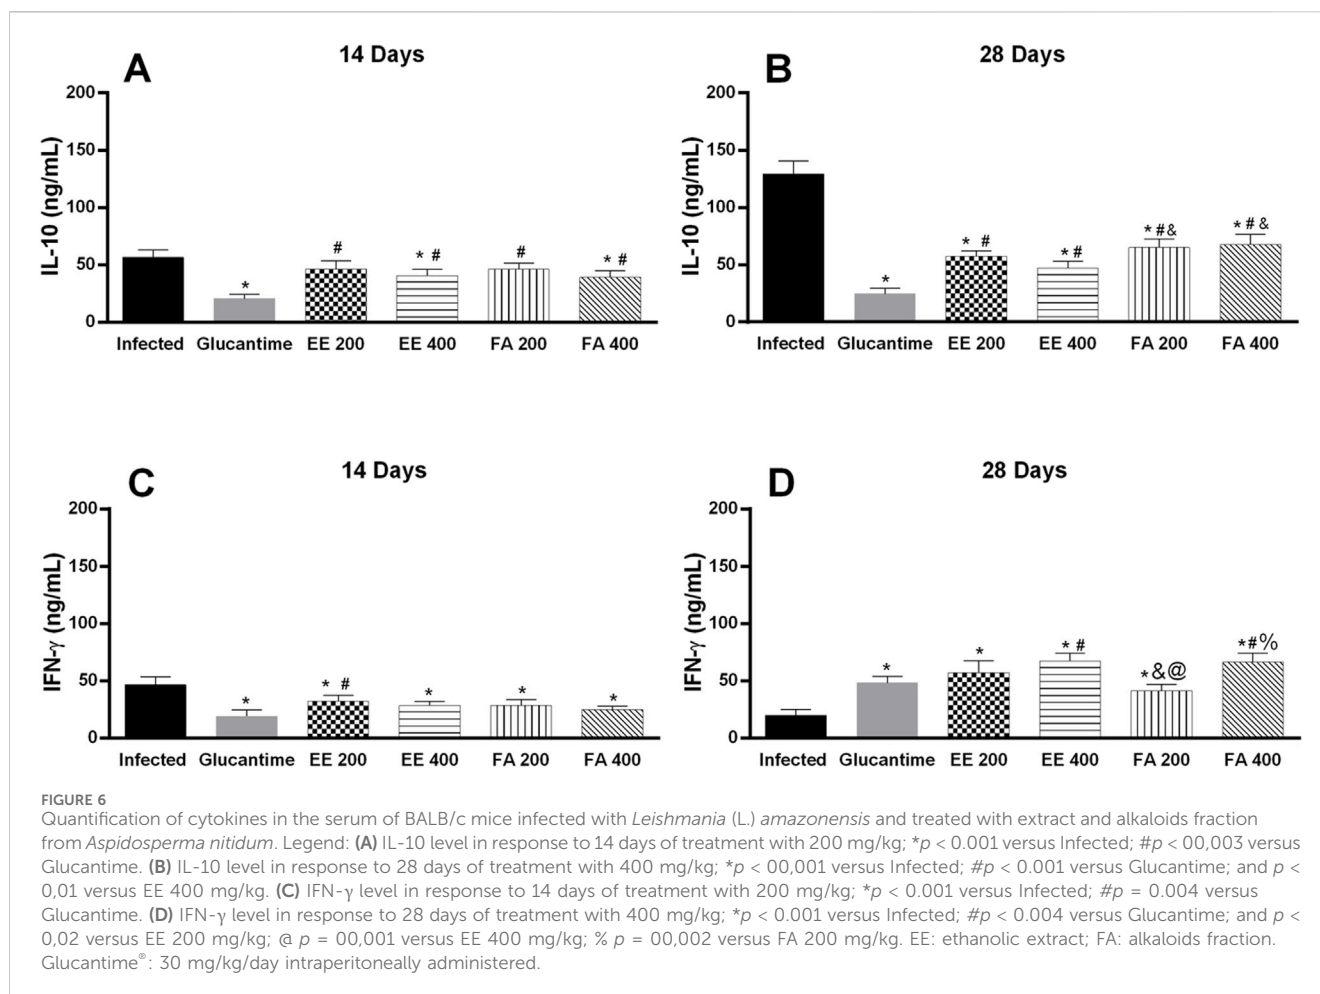 A
14 Days
200
150
100
50
0
IL-10 (ng/mL)
*
#
* #
#
* #
Infected Glucantime EE 200 EE 400 FA 200 FA 400
B
28 Days
200
150
100
50
0
IL-10 (ng/mL)
*
* #
*#
*#&
*#&
Infected Glucantime EE 200 EE 400 FA 200 FA 400
C
14 Days
200
150
100
50
0
IFN-γ (ng/mL)
*
* #
*
*
*
Infected Glucantime EE 200 EE 400 FA 200 FA 400
D
28 Days
200
150
100
50
0
IFN-γ (ng/mL)
*
*
* #
*&@
*#%
Infected Glucantime EE 200 EE 400 FA 200 FA 400
FIGURE 6
Quantification of cytokines in the serum of BALB/c mice infected with Leishmania (L.) amazonensis and treated with extract and alkaloids fraction
from Aspidosperma nitidum. Legend: (A) IL-10 level in response to 14 days of treatment with 200 mg/kg; *p < 0.001 versus Infected; #p < 00,003 versus
Glucantime. (B) IL-10 level in response to 28 days of treatment with 400 mg/kg; *p < 00,001 versus Infected; #p < 0.001 versus Glucantime; and p <
0,01 versus EE 400 mg/kg. (C) IFN-γ level in response to 14 days of treatment with 200 mg/kg; *p < 0.001 versus Infected; #p = 0.004 versus
Glucantime. (D) IFN-γ level in response to 28 days of treatment with 400 mg/kg; *p < 0.001 versus Infected; #p < 0.004 versus Glucantime; and p <
0,02 versus EE 200 mg/kg; @ p = 00,001 versus EE 400 mg/kg; % p = 00,002 versus FA 200 mg/kg. EE: ethanolic extract; FA: alkaloids fraction.
Glucantime®: 30 mg/kg/day intraperitoneally administered.